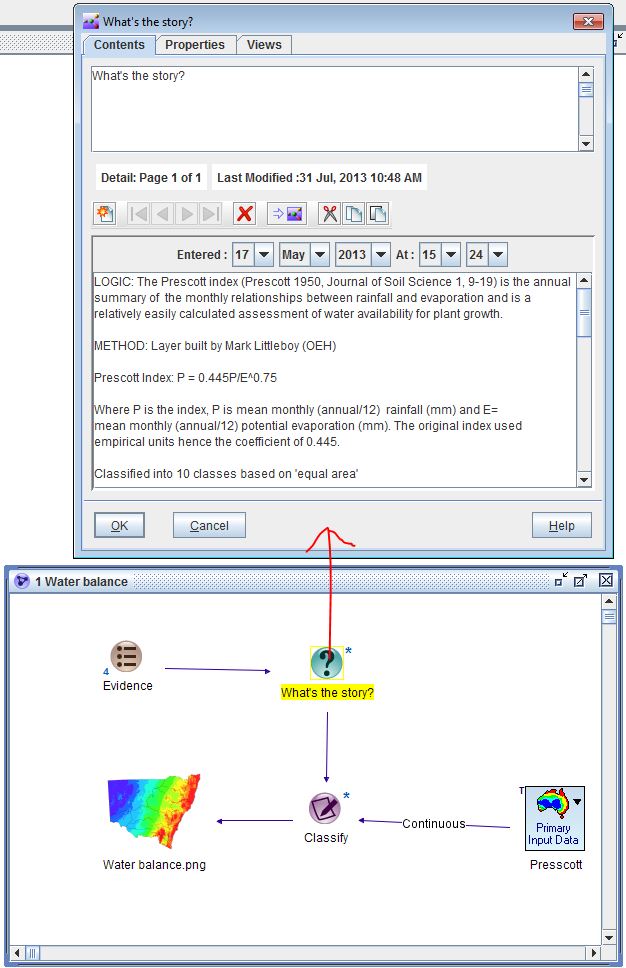 What's the story?
Contents Properties Views
What's the story?
Detail: Page 1 of 1 Last Modified :31 Jul, 2013 10:48 AM
Entered : 17 May 2013 At : 15 24
LOGIC: The Prescott index (Prescott 1950, Journal of Soil Science 1, 9-19) is the annual
summary of the monthly relationships between rainfall and evaporation and is a
relatively easily calculated assessment of water availability for plant growth.
METHOD: Layer built by Mark Littleboy (OEH)
Prescott Index: P = 0.445P/E^0.75
Where P is the index, P is mean monthly (annual/12) rainfall (mm) and E=
mean monthly (annual/12) potential evaporation (mm). The original index used
empirical units hence the coefficient of 0.445.
Classified into 10 classes based on 'equal area'
OK Cancel Help
1 Water balance
4
Evidence
? *
What's the story?
*
Classify
Continuous
T
Primary
Input Data
Presscott
Water balance.png